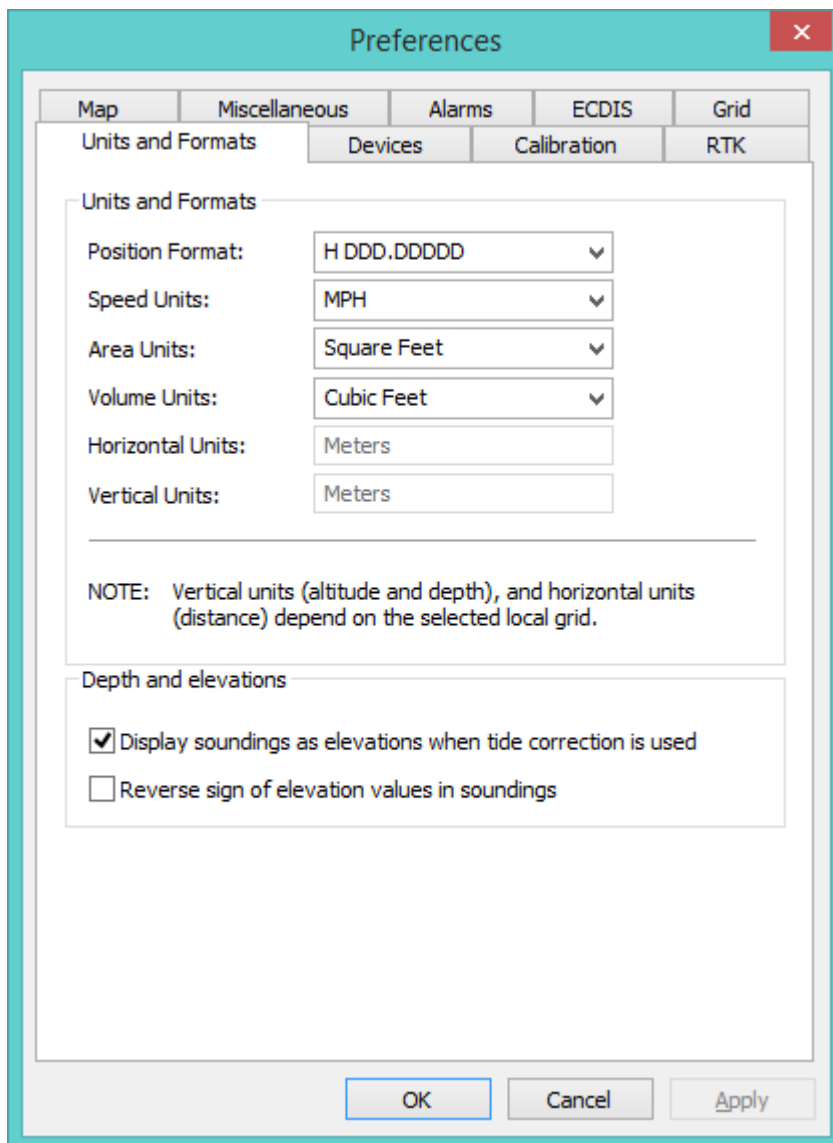 Preferences
Map Miscellaneous Alarms ECDIS Grid
Units and Formats Devices Calibration RTK
Units and Formats
Position Format: H DDD.DDDDD
Speed Units: MPH
Area Units: Square Feet
Volume Units: Cubic Feet
Horizontal Units: Meters
Vertical Units: Meters
NOTE: Vertical units (altitude and depth), and horizontal units
(distance) depend on the selected local grid.
Depth and elevations
Display soundings as elevations when tide correction is used
Reverse sign of elevation values in soundings
OK Cancel Apply